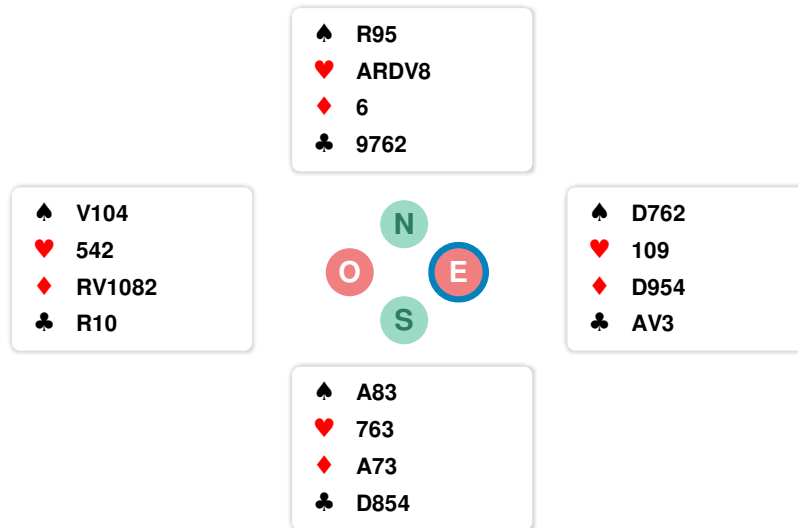 ♠ R95
♥ ARDV8
♦ 6
♣ 9762
♠ V104
♥ 542
♦ RV1082
♣ R10
N
O E
S
♠ D762
♥ 109
♦ D954
♣ AV3
♠ A83
♥ 763
♦ A73
♣ D854